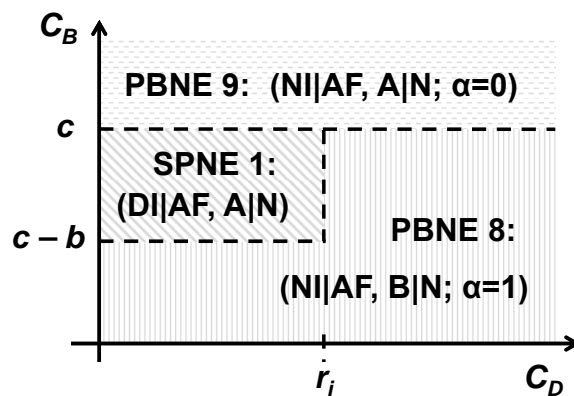 C_B
PBNE 9: (NI|AF, A|N; α=0)
c
SPNE 1:
(DI|AF, A|N)
c – b
PBNE 8:
(NI|AF, B|N; α=1)
r_i
C_D